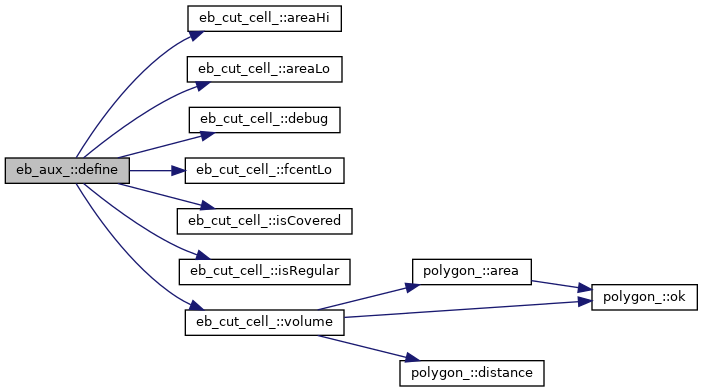 eb_cut_cell_::areaHi
eb_cut_cell_::areaLo
eb_cut_cell_::debug
eb_aux_::define
eb_cut_cell_::fcentLo
eb_cut_cell_::isCovered
eb_cut_cell_::isRegular
polygon_::area
polygon_::ok
eb_cut_cell_::volume
polygon_::distance